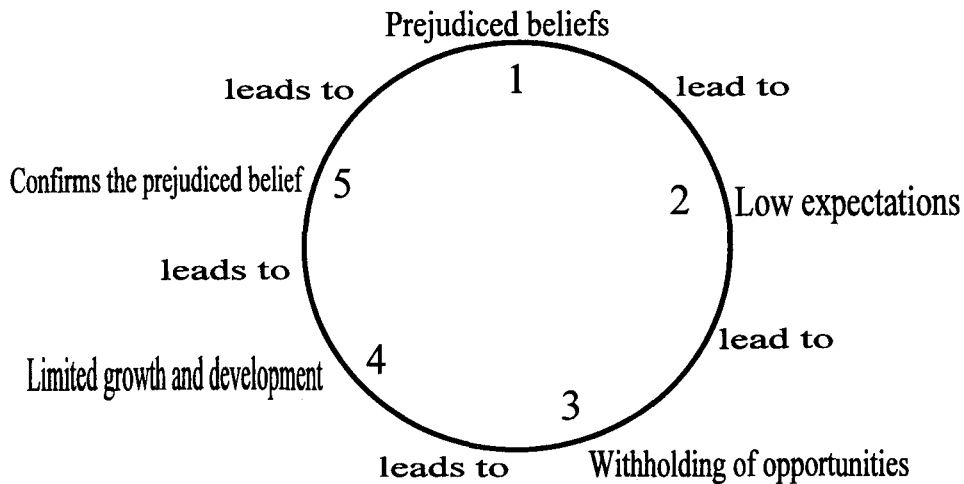 Prejudiced beliefs
1
lead to
2
Low expectations
lead to
3
Withholding of opportunities
leads to
4
Limited growth and development
leads to
5
Confirms the prejudiced belief
leads to